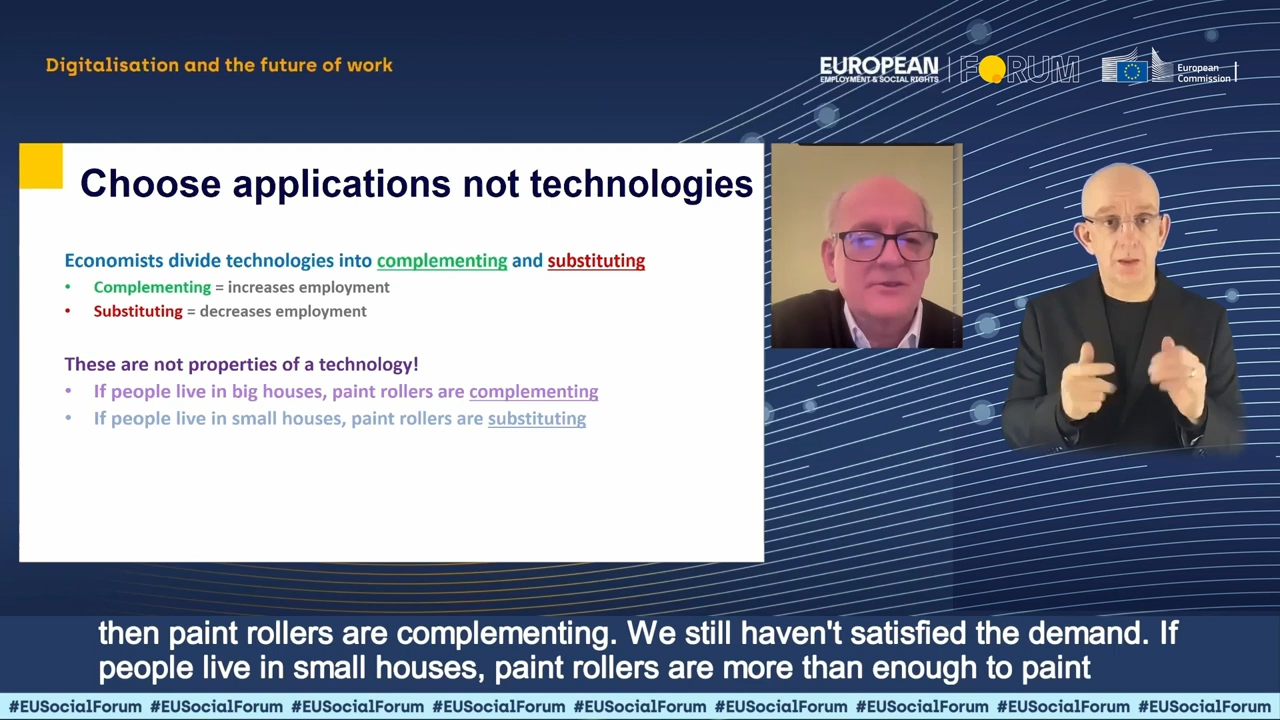 Digitalisation and the future of work
EUROPEAN
EMPLOYMENT & SOCIAL RIGHTS
FORUM
European
Commission
Choose applications not technologies
Economists divide technologies into complementing and substituting
• Complementing = increases employment
• Substituting = decreases employment
These are not properties of a technology!
• If people live in big houses, paint rollers are complementing
• If people live in small houses, paint rollers are substituting
then paint rollers are complementing. We still haven't satisfied the demand. If
people live in small houses, paint rollers are more than enough to paint
#EUSocialForum #EUSocialForum #EUSocialForum #EUSocialForum #EUSocialForum #EUSocialForum #EUSocialForum #EUSocialForum #EUSocialForum